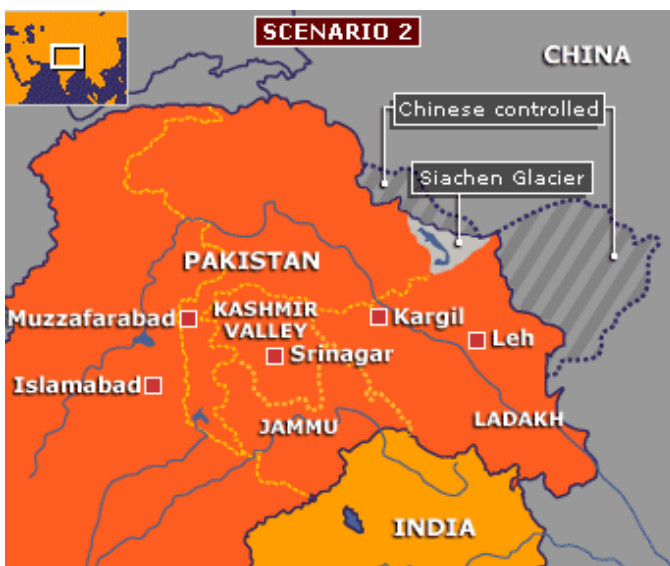 SCENARIO 2
CHINA
Chinese controlled
Siachen Glacier
PAKISTAN
Muzzafarabad
KASHMIR
VALLEY
Kargil
Srinagar
Leh
Islamabad
JAMMU
LADAKH
INDIA